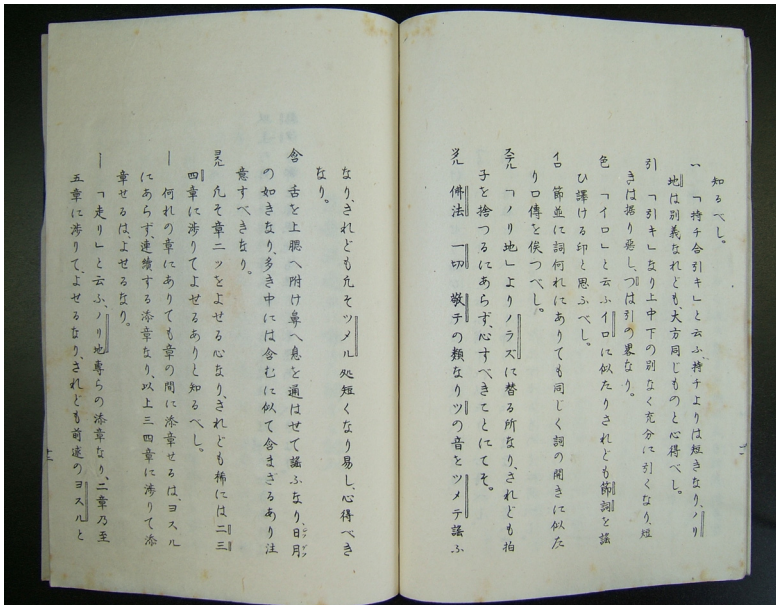 知るべし。
一　「持チ合引キ」と云ふ、持チよりは短きなり、ノリ
地は別義なれども、大方同じものと心得べし。
引　「引キ」なり上中下の別なく充分に引くなり、短
きは据り悪し、つは引の畧なり。
色　「イロ」と云ふイロに似たりされども節詞を謡
ひ譯ける印と思ふべし。
イロ　節並に詞何れにありても同じく詞の開きに似た
り口傳を俟つべし。
「ノリ地」よりノラズに替る所なり、されども拍
子を捨つるにあらず、心すべきことにてぞ。
佛法　一切　敬テの類なりツの音をツメテ謡ふ
なり、されども凡そツメル処短くなり易し、心得べき
なり。
含　舌を上腮へ附け鼻へ息を通はせて謡ふなり、日月
の如きなり、多き中には含むに似て含まざるあり注
意すべきなり。
凡そ章二ッをよせる心なり、されども稀には二三
四章に渉りてよせるありと知るべし。
一　何れの章にありても章の間に添章せるは、ヨスル
にあらず、連續する添章なり、以上三四章に渉りて添
章せるは、よせるなり。
一　「走り」と云ふ、ノリ地専らの添章なり、二章乃至
五章に渉りて、よせるなり、されども前述のヨスルと